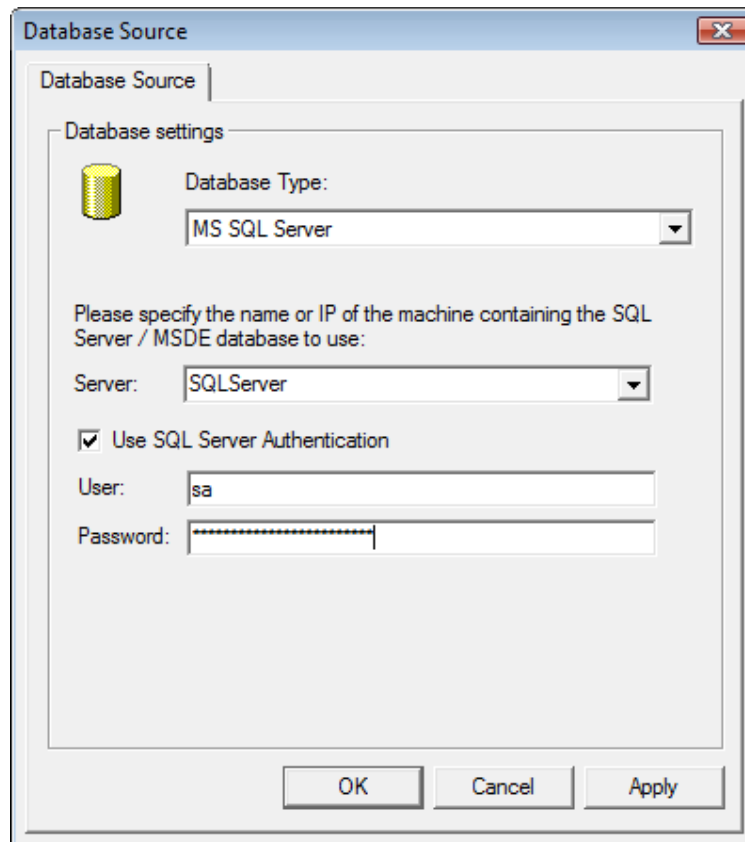 Database Source
Database Source
Database settings
Database Type:
MS SQL Server
Please specify the name or IP of the machine containing the SQL
Server / MSDE database to use:
Server: SQLServer
Use SQL Server Authentication
User: sa
Password: ************************
OK Cancel Apply